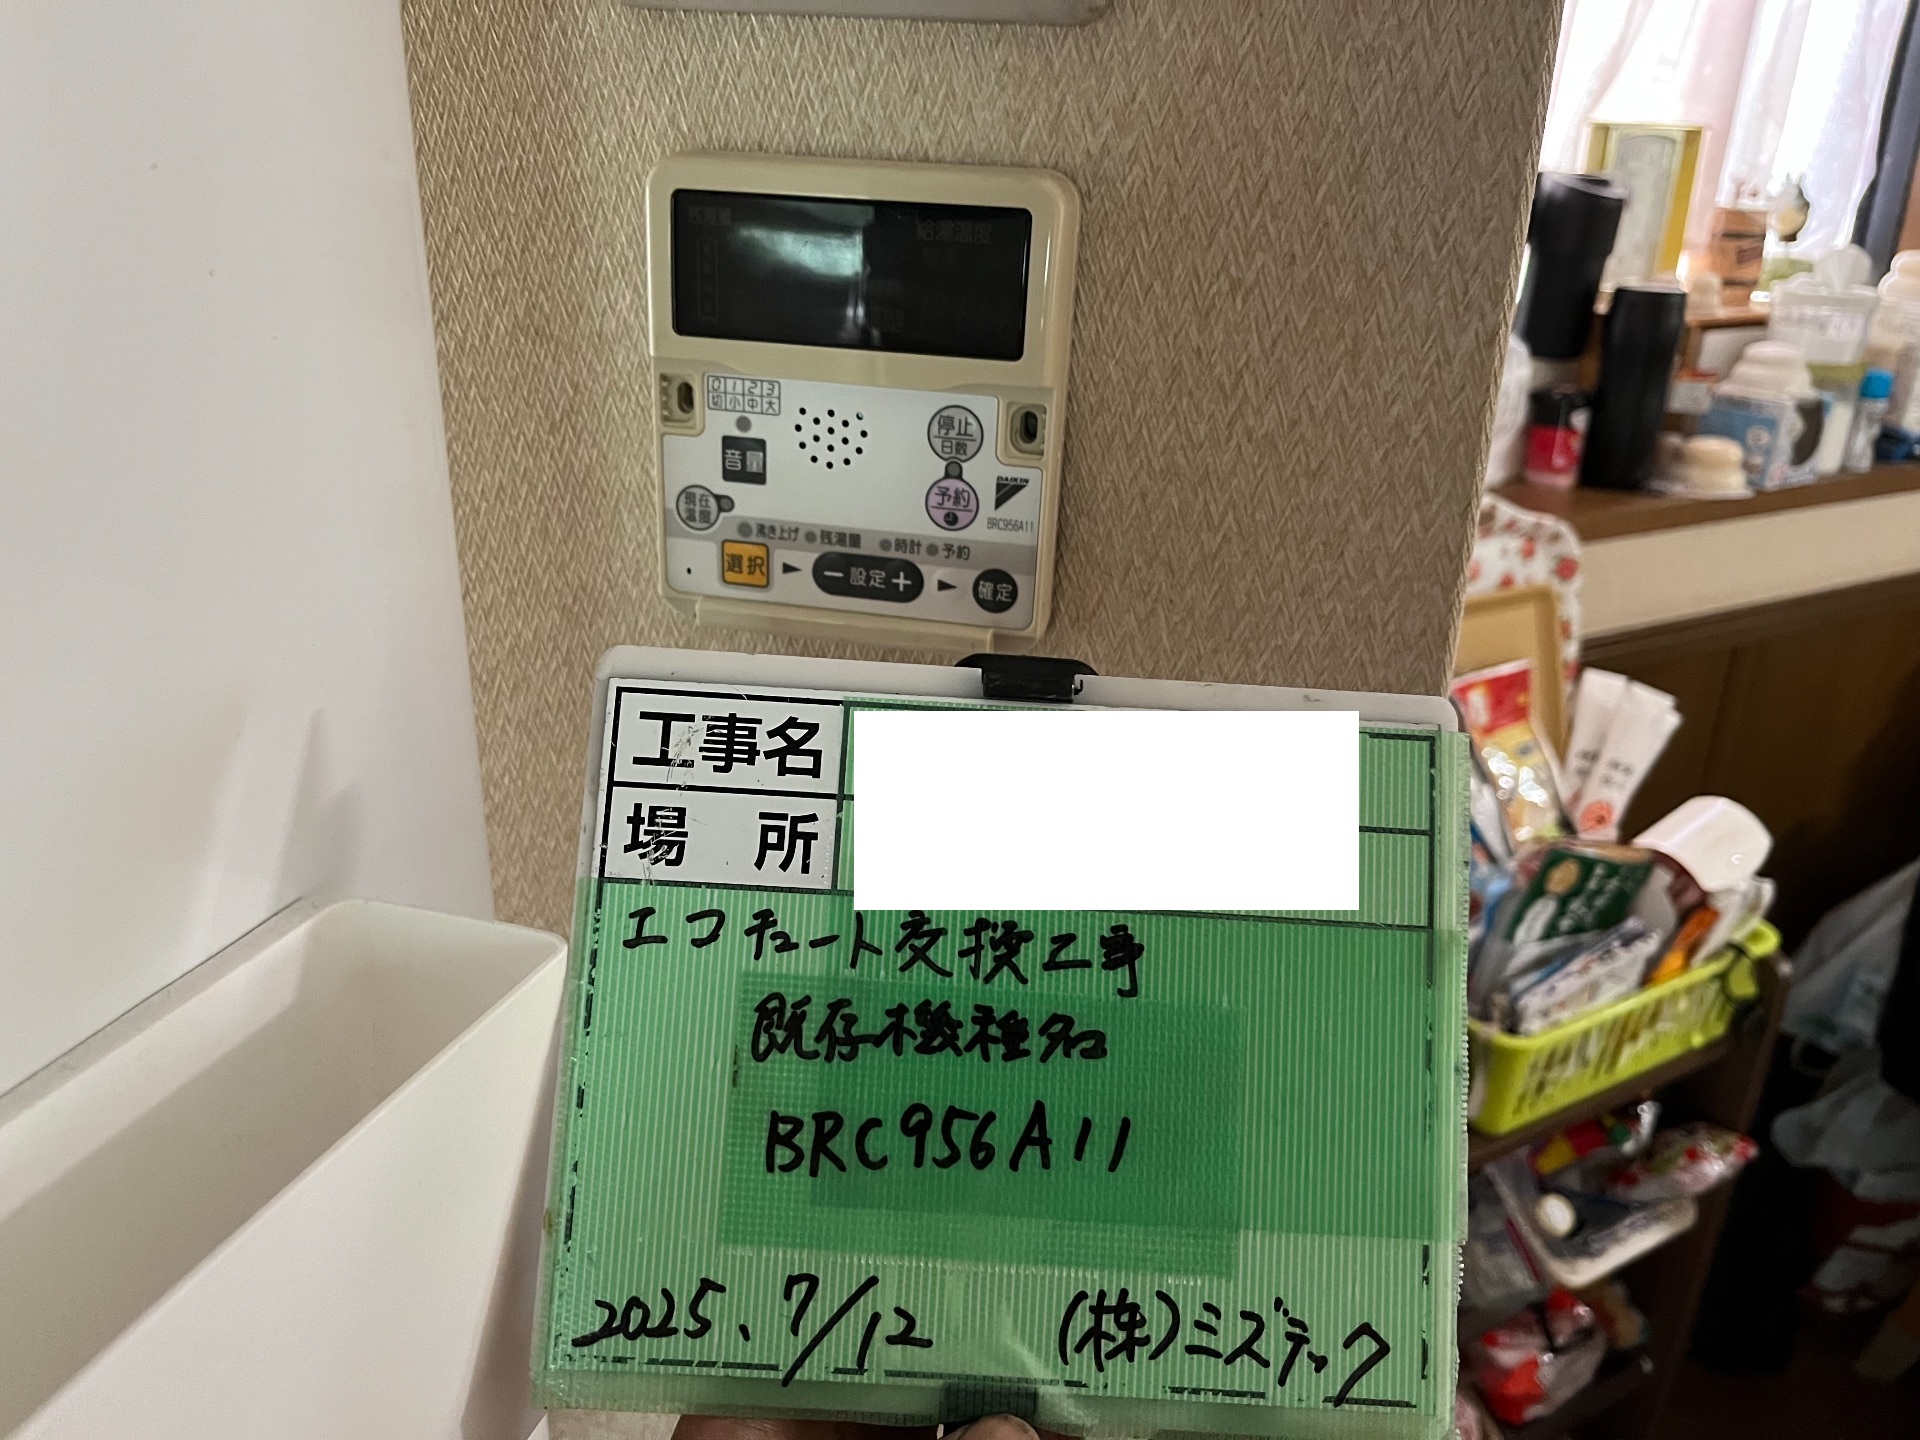 残湯量
給湯温度
0 1 2 3
切 小 中 大
音量
停止
日数
予約
現在
温度
DAIKIN
BRC956A11
沸き上げ 残湯量 時計 予約
選択 ▶ − 設定 + ▶ 確定
工事名
場 所
エコキュート交換工事
既存機種名
BRC956A11
2025、7/12 (株)ミズテック